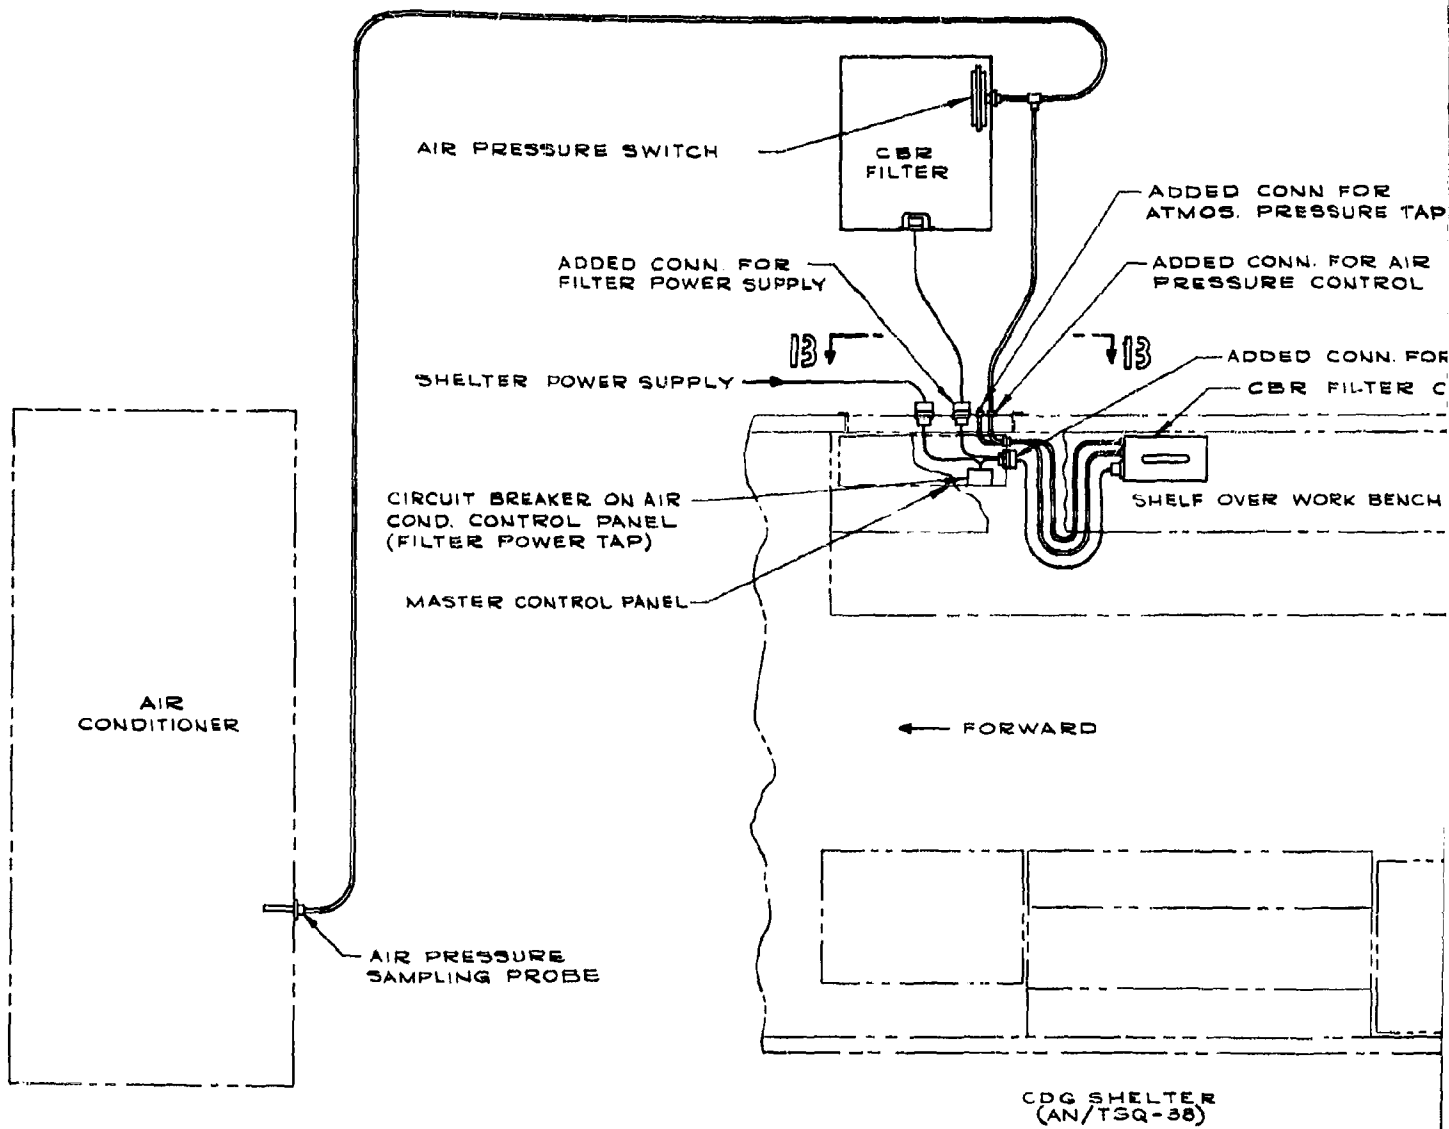 AIR PRESSURE SWITCH
CBR
FILTER
ADDED CONN FOR
ATMOS. PRESSURE TAP
ADDED CONN. FOR
FILTER POWER SUPPLY
ADDED CONN. FOR AIR
PRESSURE CONTROL
13
13
SHELTER POWER SUPPLY
ADDED CONN. FOR
CBR FILTER C
CIRCUIT BREAKER ON AIR
COND. CONTROL PANEL
(FILTER POWER TAP)
SHELF OVER WORK BENCH
MASTER CONTROL PANEL
AIR
CONDITIONER
FORWARD
AIR PRESSURE
SAMPLING PROBE
CDG SHELTER
(AN/TSQ-38)